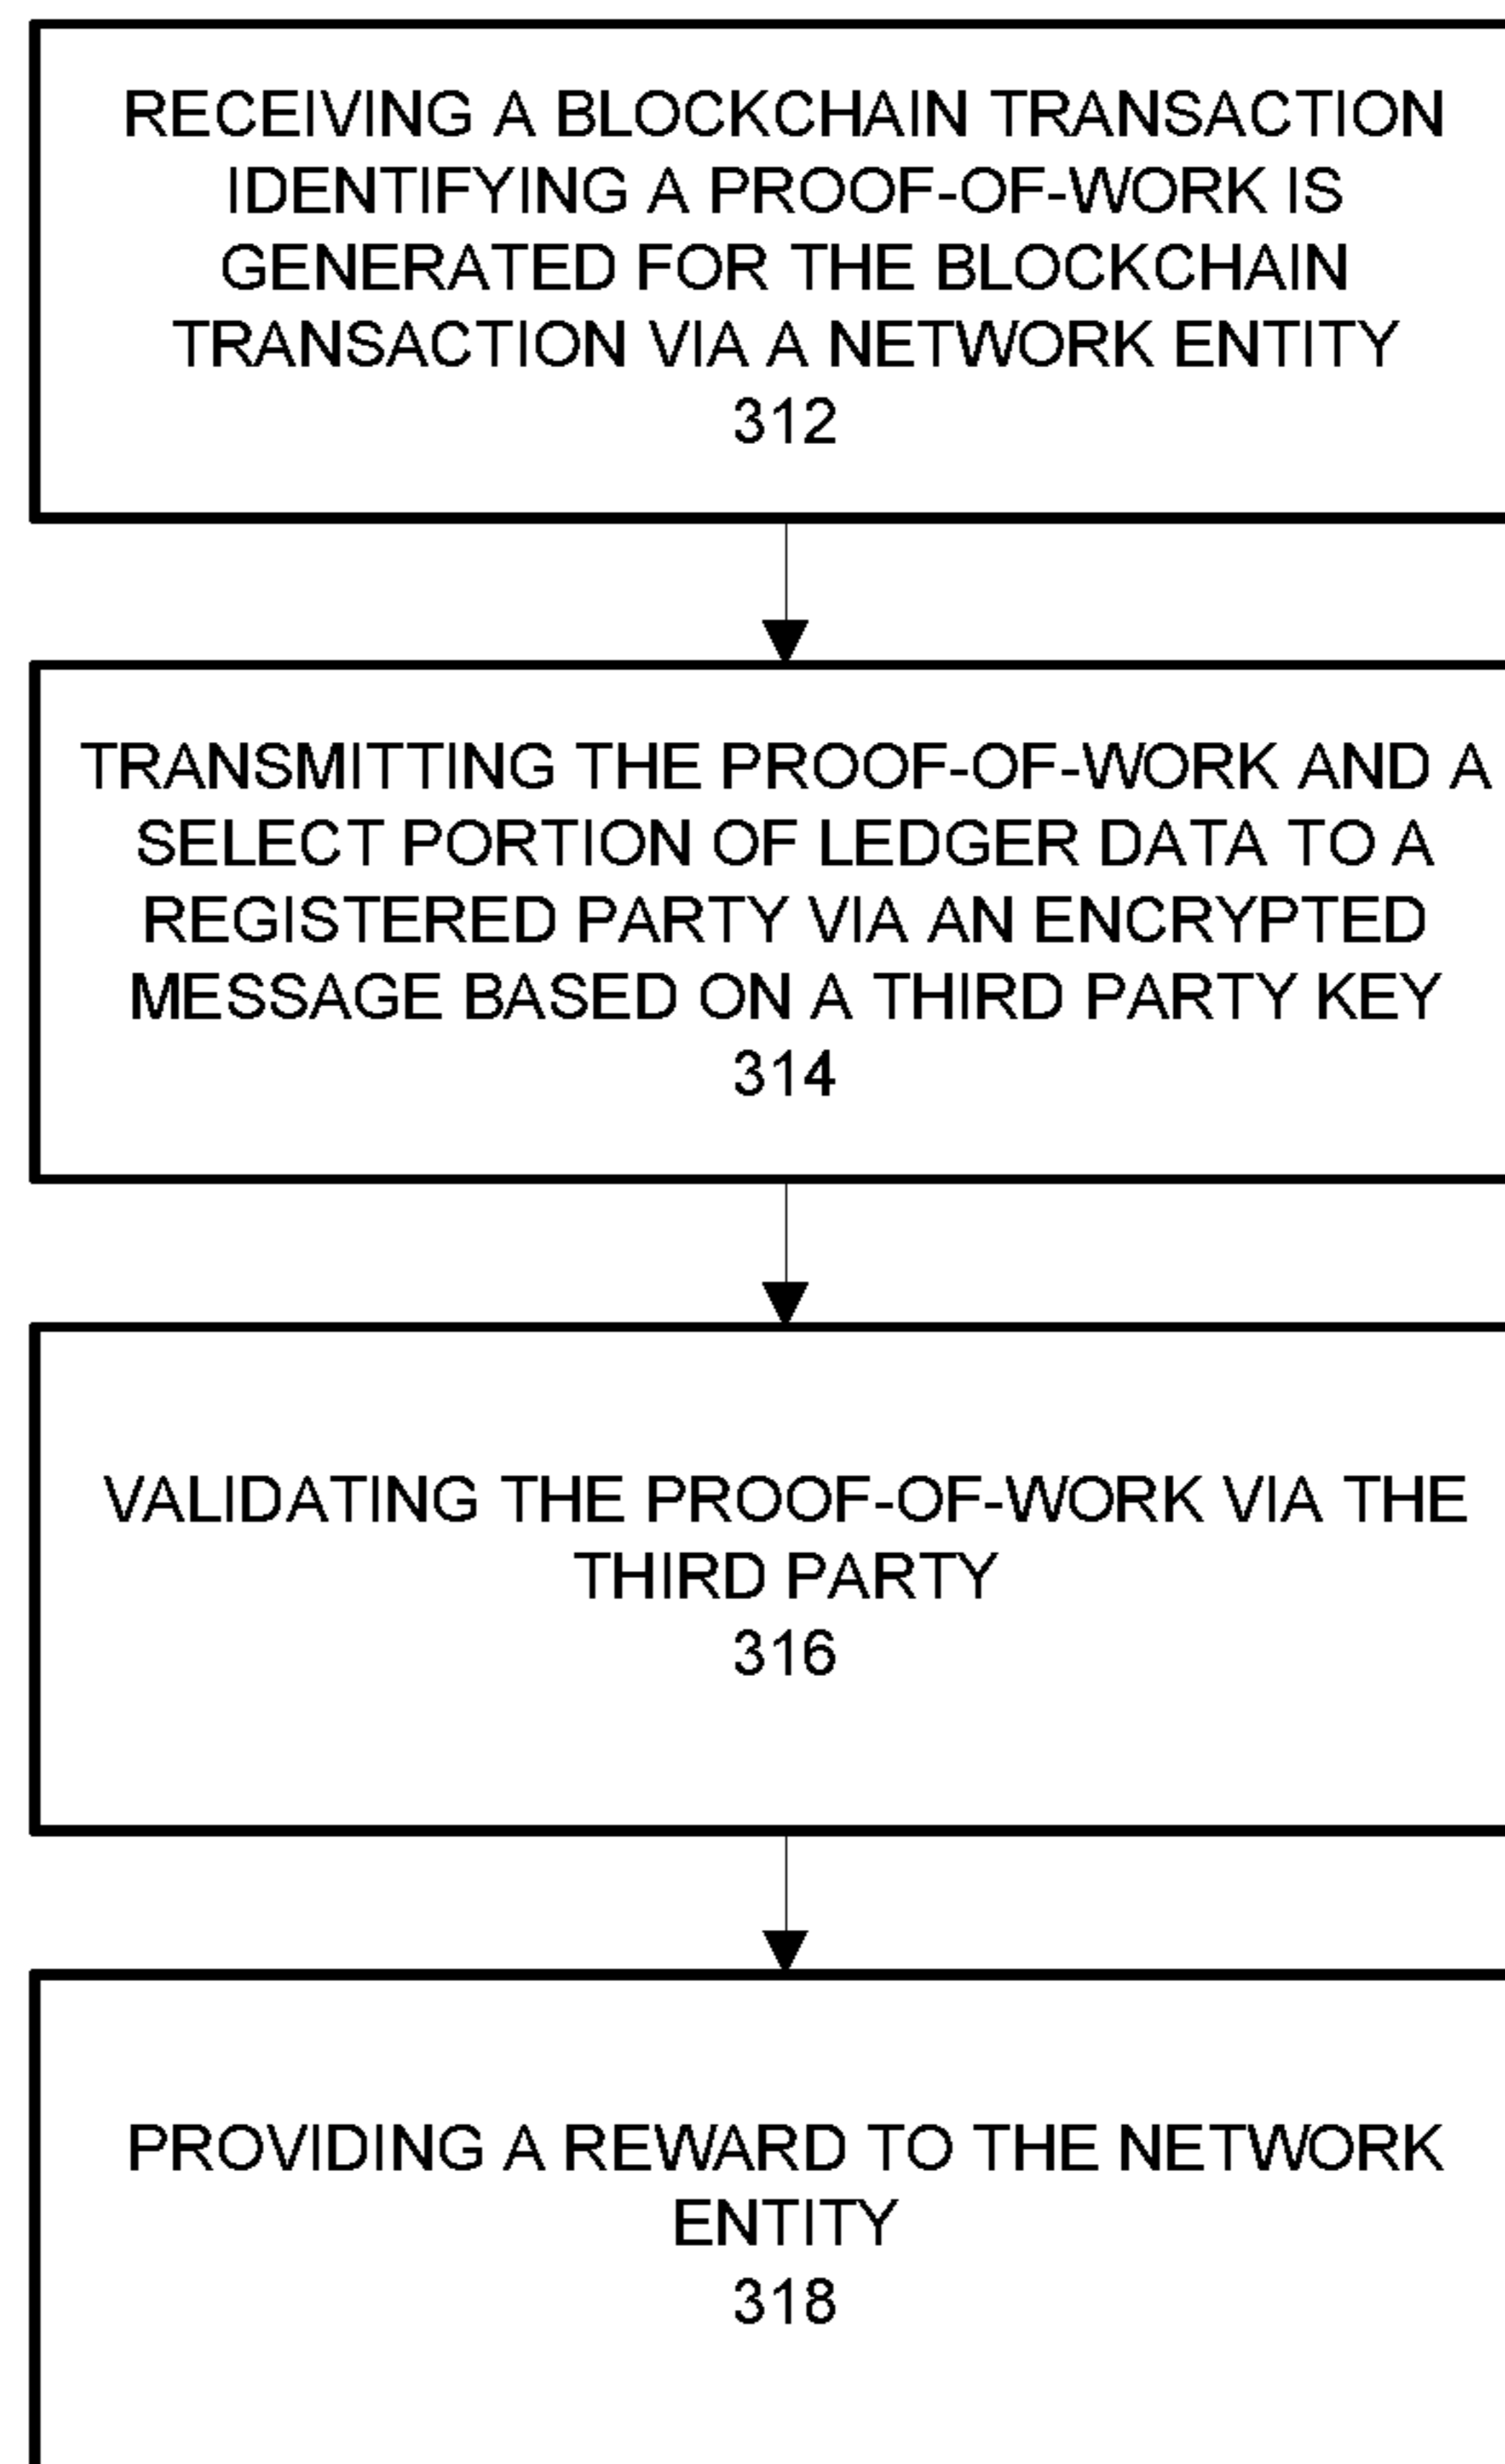 RECEIVING A BLOCKCHAIN TRANSACTION
IDENTIFYING A PROOF-OF-WORK IS
GENERATED FOR THE BLOCKCHAIN
TRANSACTION VIA A NETWORK ENTITY
312
TRANSMITTING THE PROOF-OF-WORK AND A
SELECT PORTION OF LEDGER DATA TO A
REGISTERED PARTY VIA AN ENCRYPTED
MESSAGE BASED ON A THIRD PARTY KEY
314
VALIDATING THE PROOF-OF-WORK VIA THE
THIRD PARTY
316
PROVIDING A REWARD TO THE NETWORK
ENTITY
318